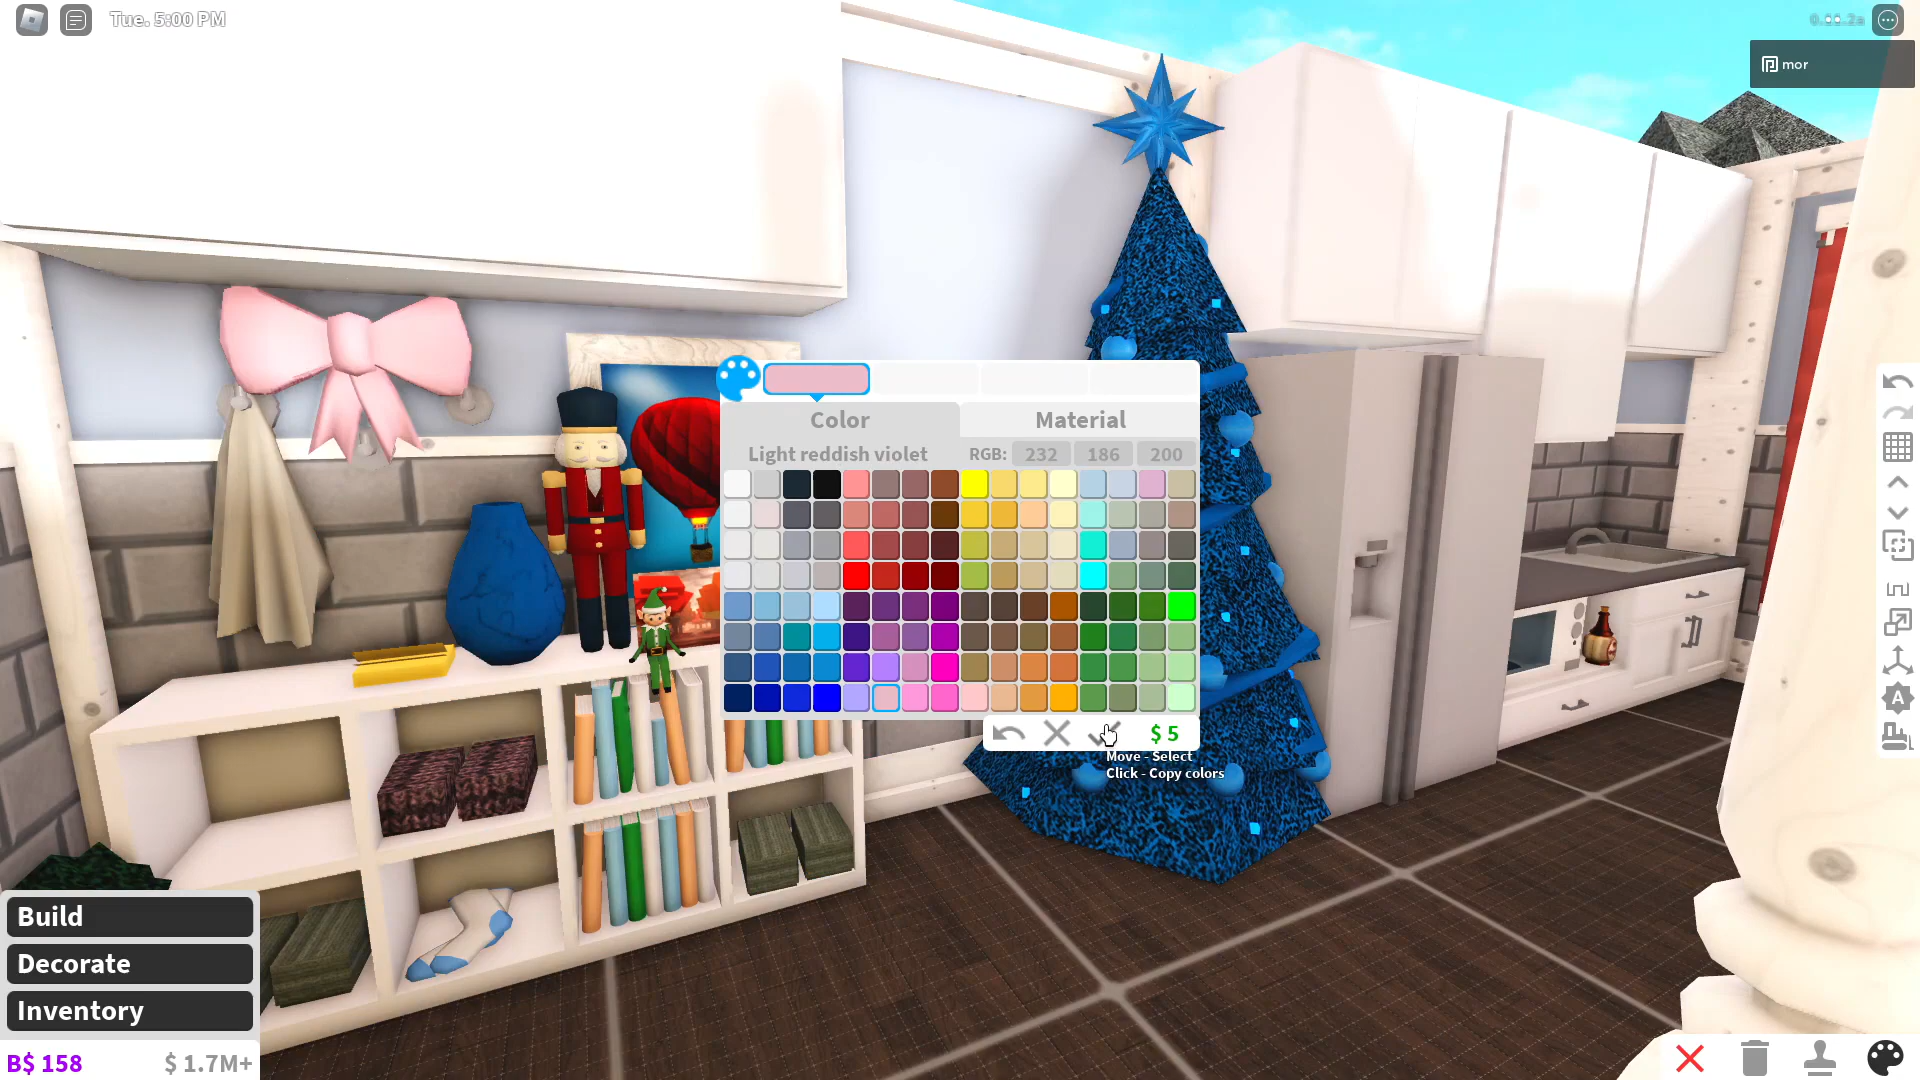 Tue. 5:00 PM
mor
Color
Material
Light reddish violet
RGB: 232 186 200
$ 5
Move - Select
Click - Copy colors
A
Build
Decorate
Inventory
B$ 158
$ 1.7M+